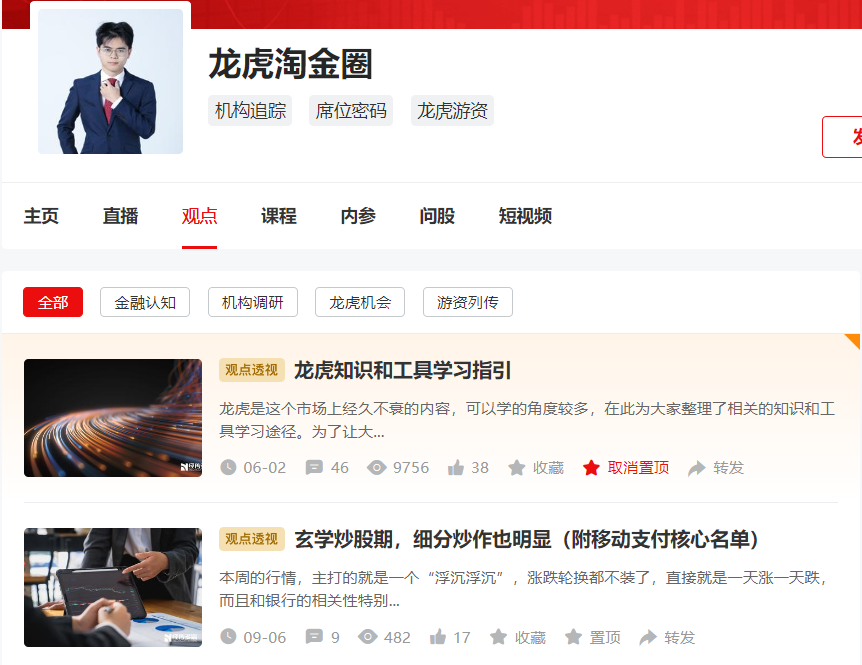 龙虎淘金圈
机构追踪 席位密码 龙虎游资
主页 直播 观点 课程 内参 问股 短视频
全部 金融认知 机构调研 龙虎机会 游资列传
观点透视 龙虎知识和工具学习指引
龙虎是这个市场上经久不衰的内容，可以学的角度较多，在此为大家整理了相关的知识和工
具学习途径。为了让大...
06-02 46 9756 38 收藏 取消置顶 转发
观点透视 玄学炒股期，细分炒作也明显（附移动支付核心名单）
本周的行情，主打的就是一个“浮沉浮沉”，涨跌轮换都不装了，直接就是一天涨一天跌，
而且和银行的相关性特别...
09-06 9 482 17 收藏 置顶 转发